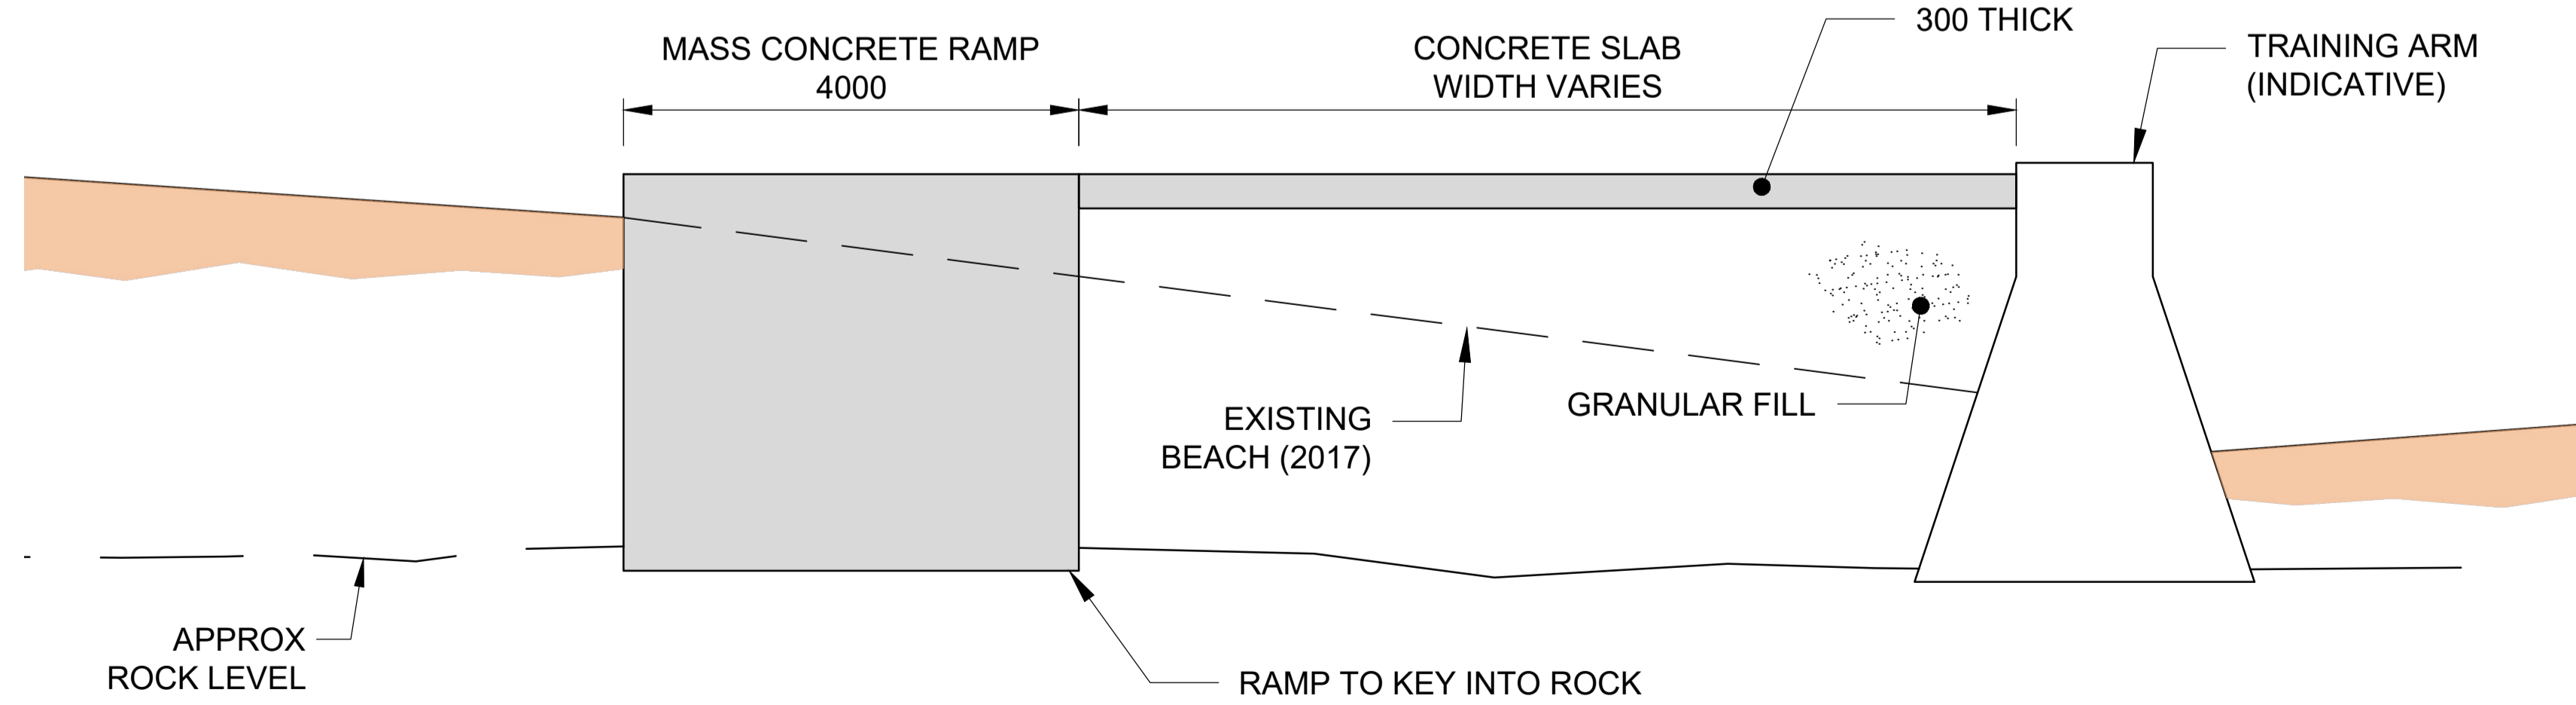 300 THICK
MASS CONCRETE RAMP
4000
CONCRETE SLAB
WIDTH VARIES
TRAINING ARM
(INDICATIVE)
EXISTING
BEACH (2017)
GRANULAR FILL
APPROX
ROCK LEVEL
RAMP TO KEY INTO ROCK